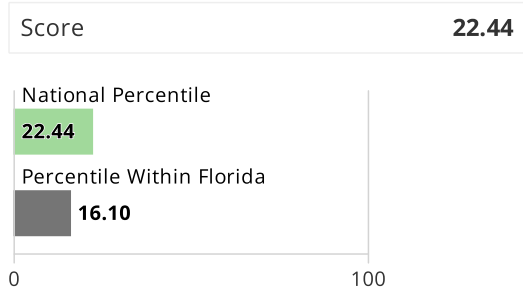 Score 22.44
National Percentile
22.44
Percentile Within Florida
16.10
0 100